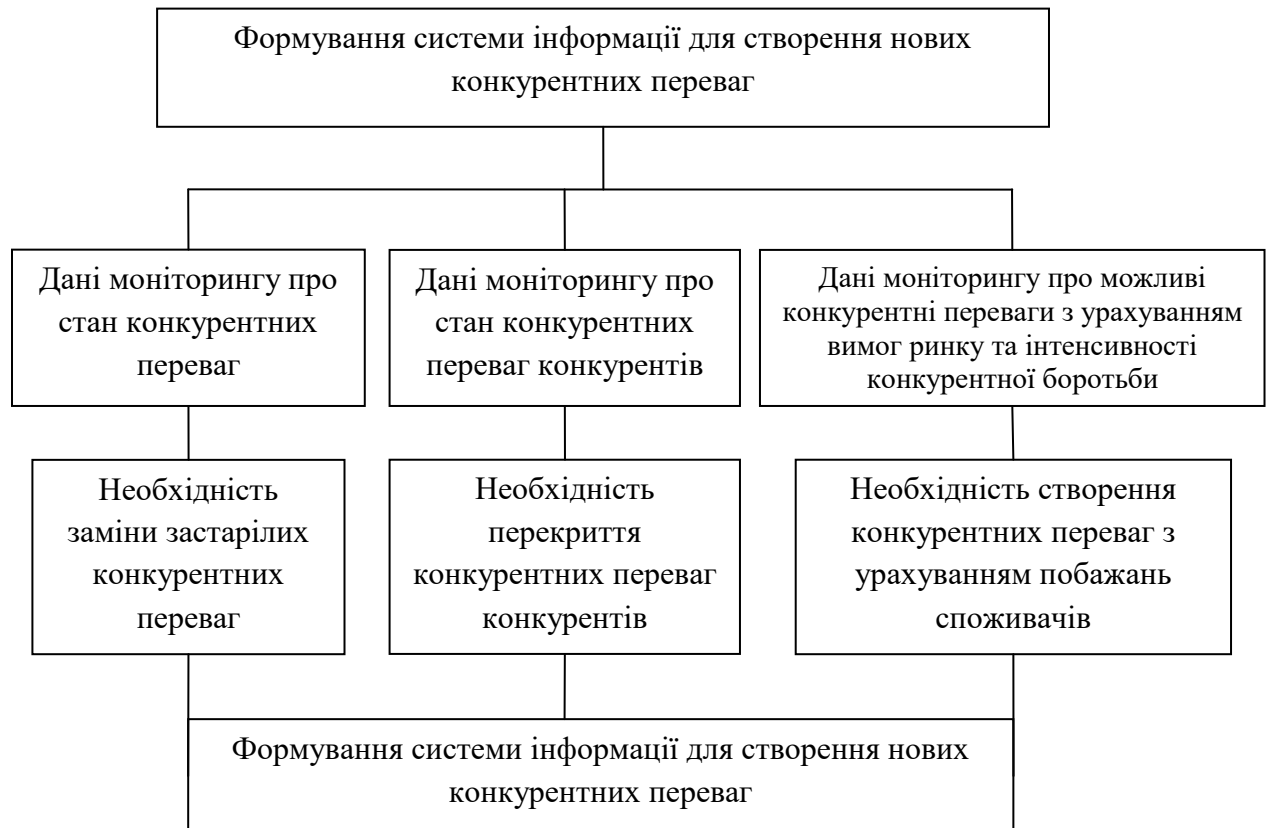 Формування системи інформації для створення нових
конкурентних переваг
Дані моніторингу про
стан конкурентних
переваг
Дані моніторингу про
стан конкурентних
переваг конкурентів
Дані моніторингу про можливі
конкурентні переваги з урахуванням
вимог ринку та інтенсивності
конкурентної боротьби
Необхідність
заміни застарілих
конкурентних
переваг
Необхідність
перекриття
конкурентних переваг
конкурентів
Необхідність створення
конкурентних переваг з
урахуванням побажань
споживачів
Формування системи інформації для створення нових
конкурентних переваг